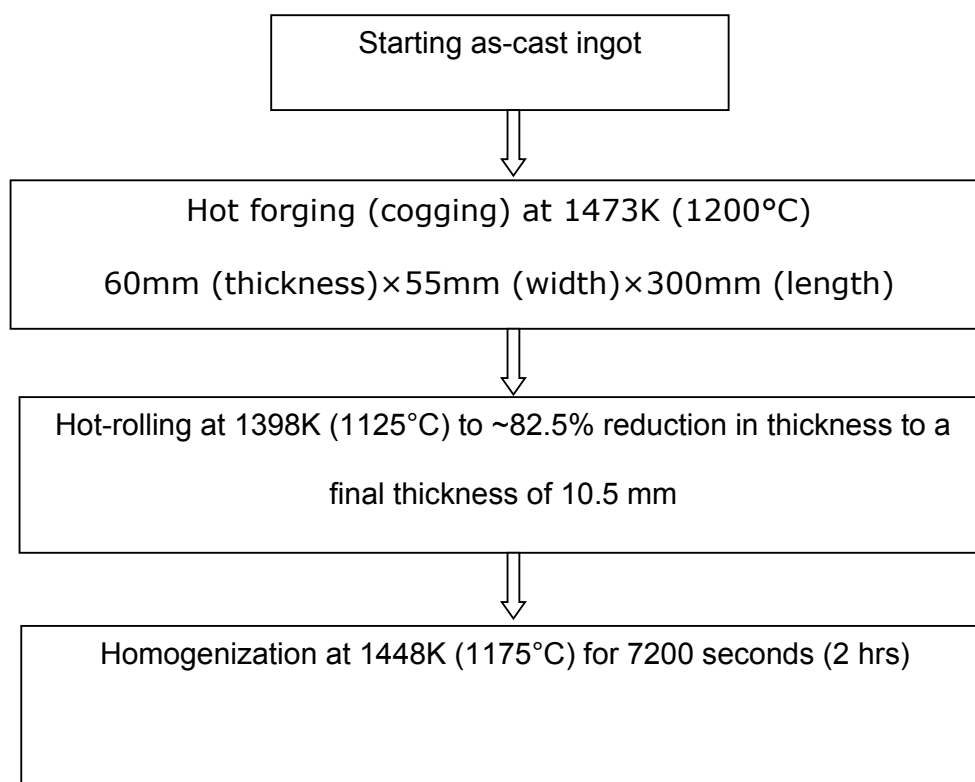 Starting as-cast ingot
Hot forging (cogging) at 1473K (1200°C)
60mm (thickness)×55mm (width)×300mm (length)
Hot-rolling at 1398K (1125°C) to ~82.5% reduction in thickness to a
final thickness of 10.5 mm
Homogenization at 1448K (1175°C) for 7200 seconds (2 hrs)